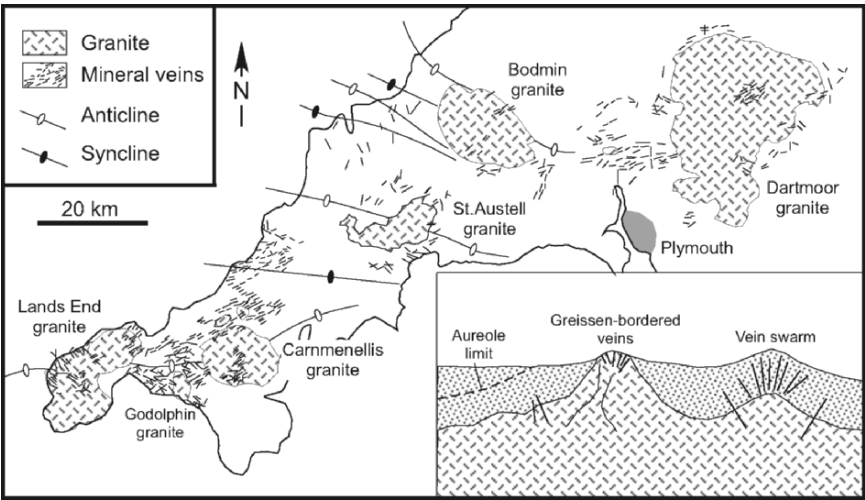 Granite
Mineral veins
Anticline
Syncline
20 km
N
Bodmin
granite
Dartmoor
granite
St.Austell
granite
Plymouth
Lands End
granite
Carnmenellis
granite
Godolphin
granite
Greissen-bordered
veins
Vein swarm
Aureole
limit